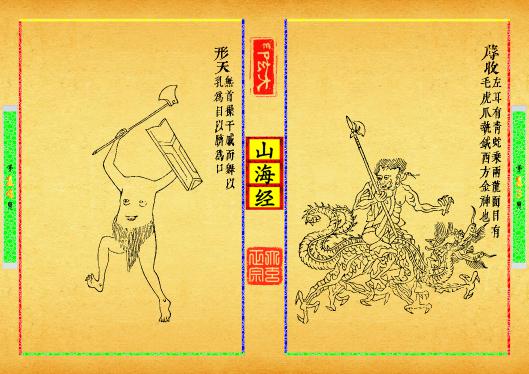 蓐收
左耳有青蛇乘兩龍面目有
毛虎爪執鉞西方金神也
山海经
形天
無首操干戚而舞以
乳為目以臍為口